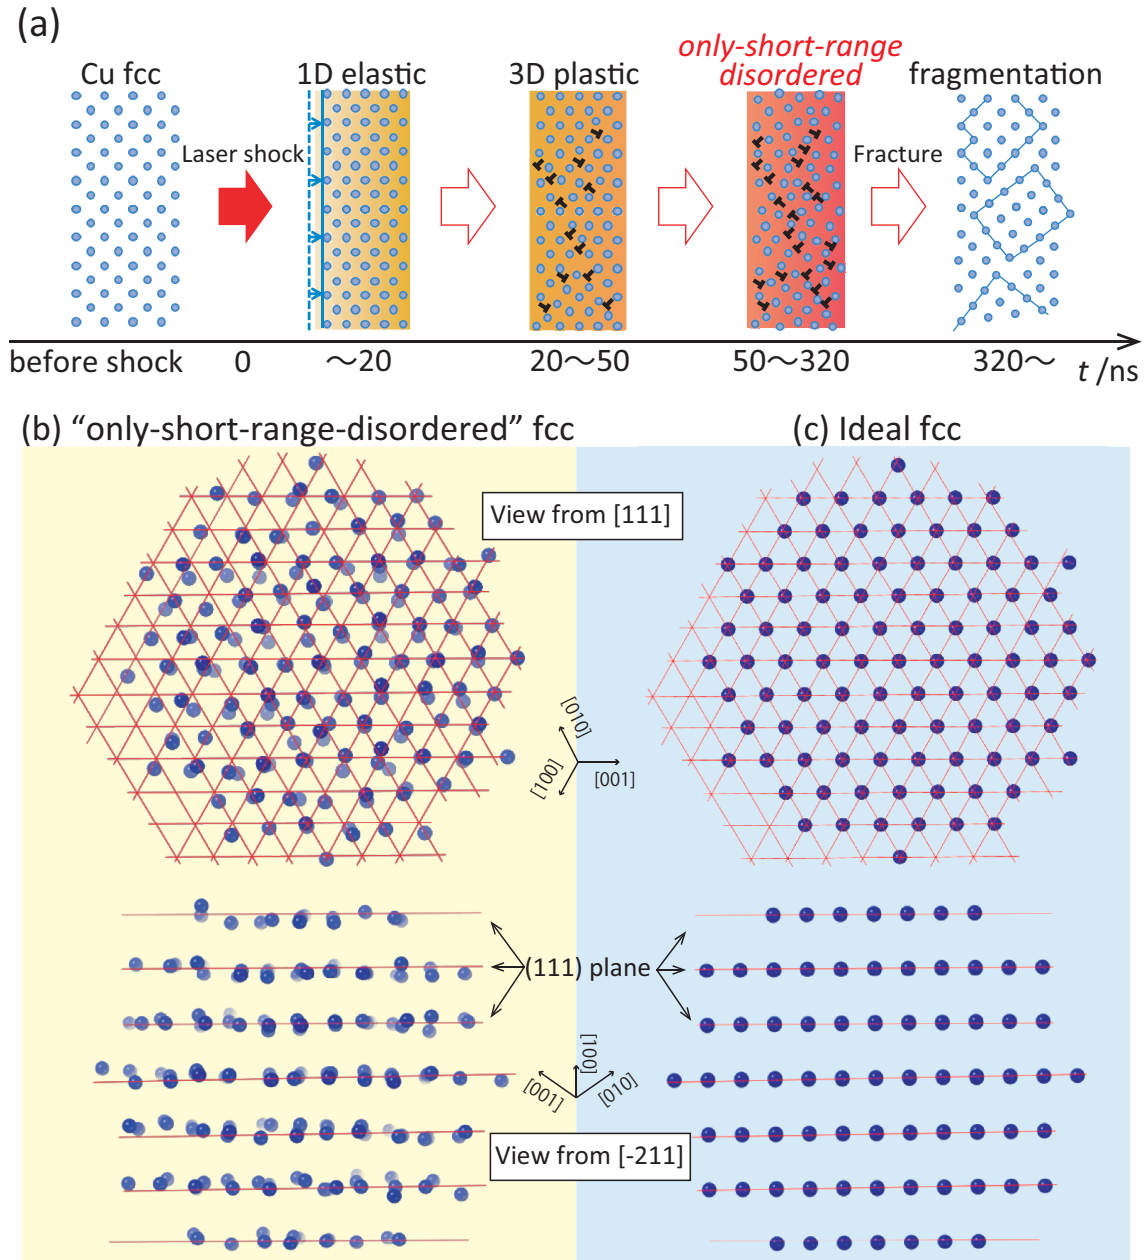 (a)
Cu fcc
1D elastic
3D plastic
only-short-range
disordered
fragmentation
Laser shock
Fracture
before shock
0
～20
20～50
50～320
320～
t /ns
(b) “only-short-range-disordered” fcc
(c) Ideal fcc
View from [111]
[010]
[100]
[001]
(111) plane
[100]
[001]
[010]
View from [-211]